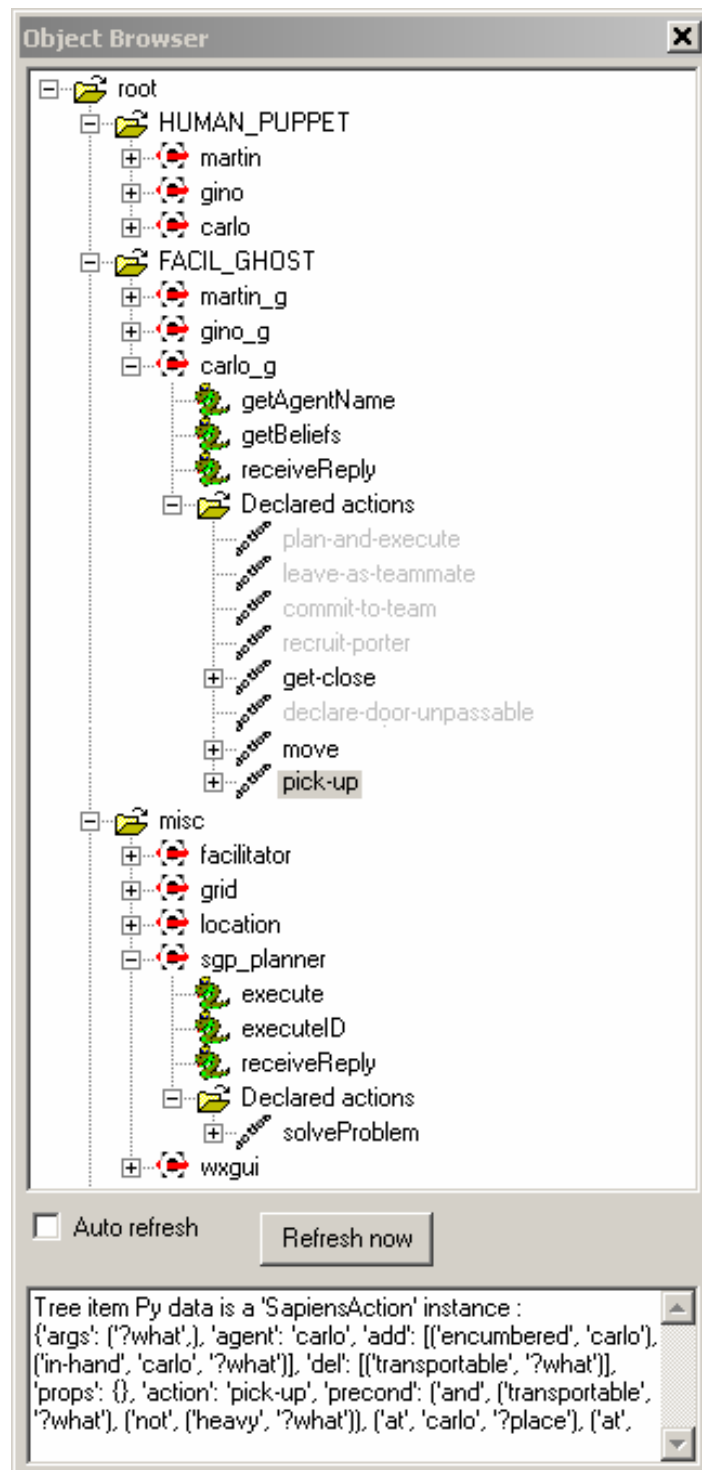 Object Browser
root
HUMAN_PUPPET
martin
gino
carlo
FACIL_GHOST
martin_g
gino_g
carlo_g
getAgentName
getBeliefs
receiveReply
Declared actions
plan-and-execute
leave-as-teammate
commit-to-team
recruit-porter
get-close
declare-door-unpassable
move
pick-up
misc
facilitator
grid
location
sgp_planner
execute
executeID
receiveReply
Declared actions
solveProblem
wxgui
Auto refresh
Refresh now
Tree item Py data is a 'SapiensAction' instance :
{'args': ('?what',), 'agent': 'carlo', 'add': [('encumbered', 'carlo'),
('in-hand', 'carlo', '?what')], 'del': [('transportable', '?what')],
'props': {}, 'action': 'pick-up', 'precond': ('and', ('transportable',
'?what'), ('not', ('heavy', '?what')), ('at', 'carlo', '?place'), ('at',